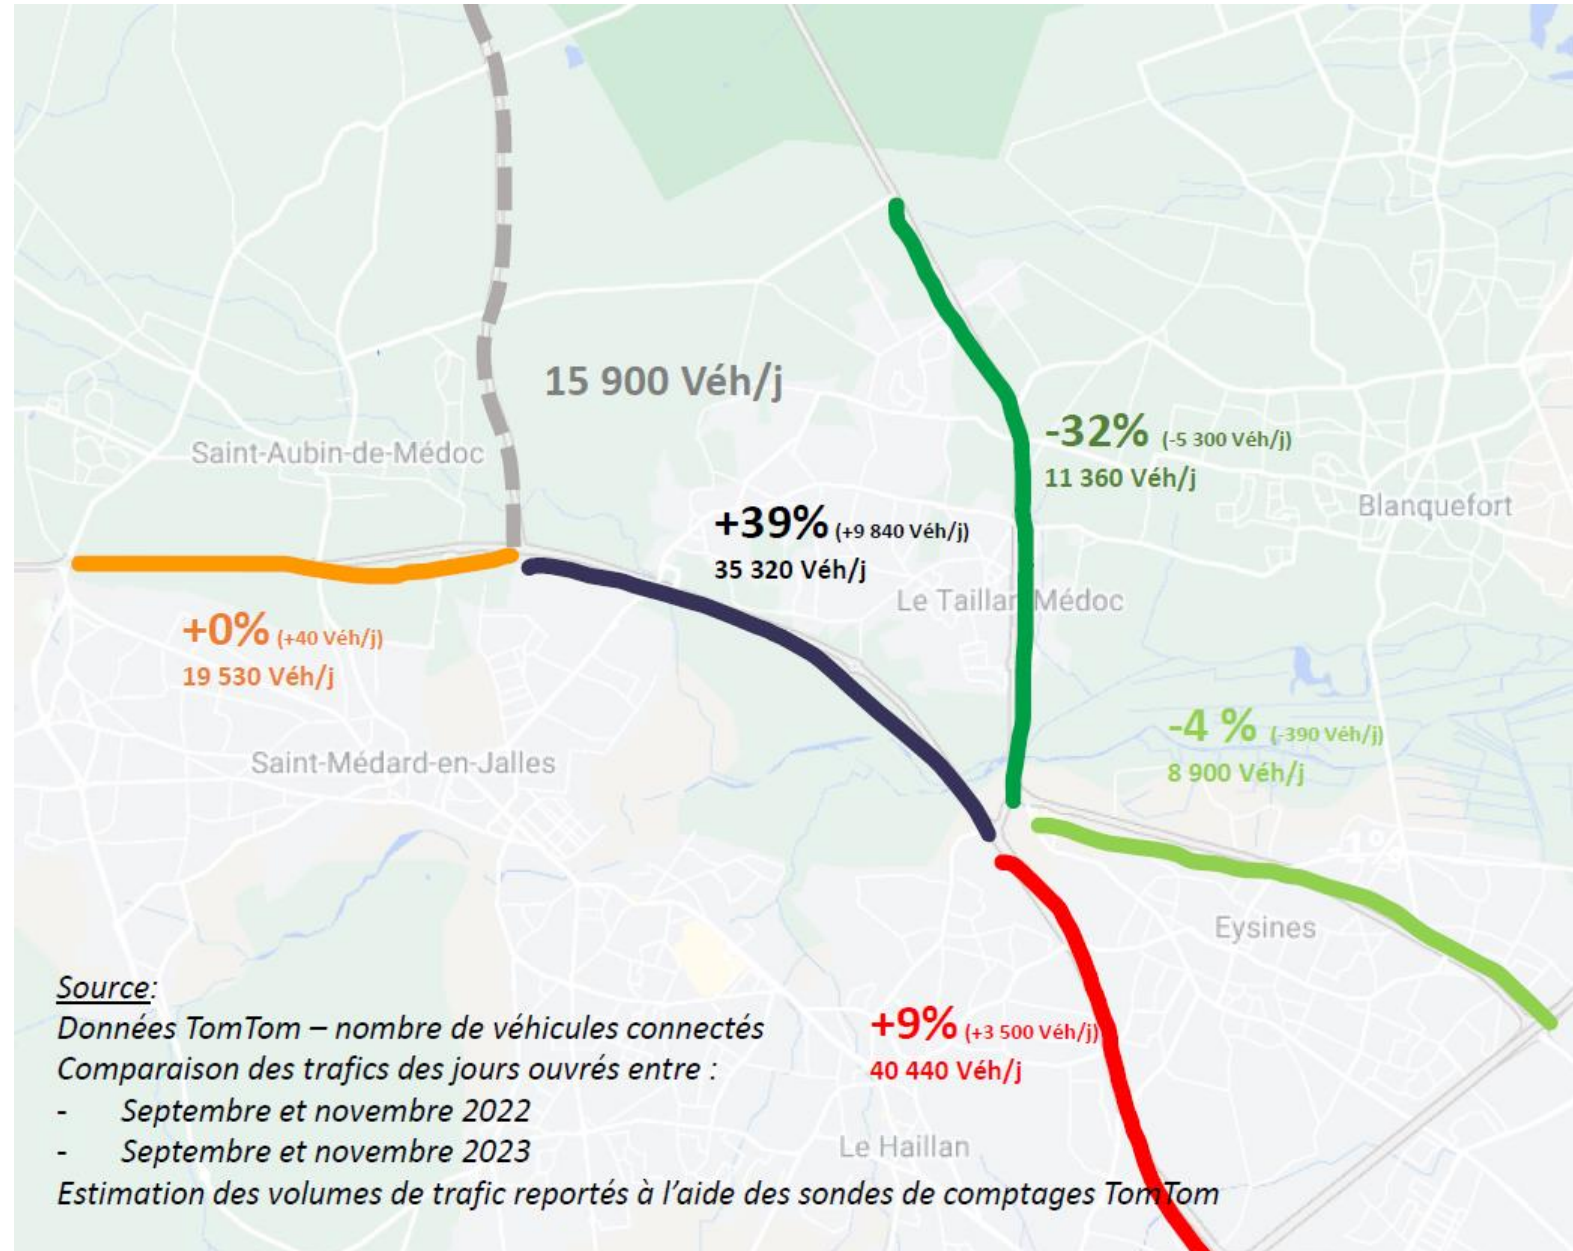 15 900 Véh/j
-32% (-5 300 Véh/j)
11 360 Véh/j
Saint-Aubin-de-Médoc
Blanquefort
+39% (+9 840 Véh/j)
35 320 Véh/j
Le Taillan-Médoc
+0% (+40 Véh/j)
19 530 Véh/j
-4 % (-390 Véh/j)
8 900 Véh/j
Saint-Médard-en-Jalles
-1%
Eysines
Source:
Données TomTom – nombre de véhicules connectés
Comparaison des trafics des jours ouvrés entre :
- Septembre et novembre 2022
- Septembre et novembre 2023
Estimation des volumes de trafic reportés à l’aide des sondes de comptages TomTom
+9% (+3 500 Véh/j)
40 440 Véh/j
Le Haillan